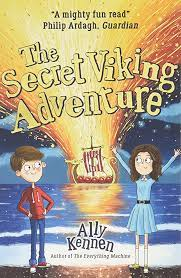 "A mighty fun read"
Philip Ardagh, Guardian
The
Secret Viking
Adventure
Ally
Kennen
Author of The Everything Machine